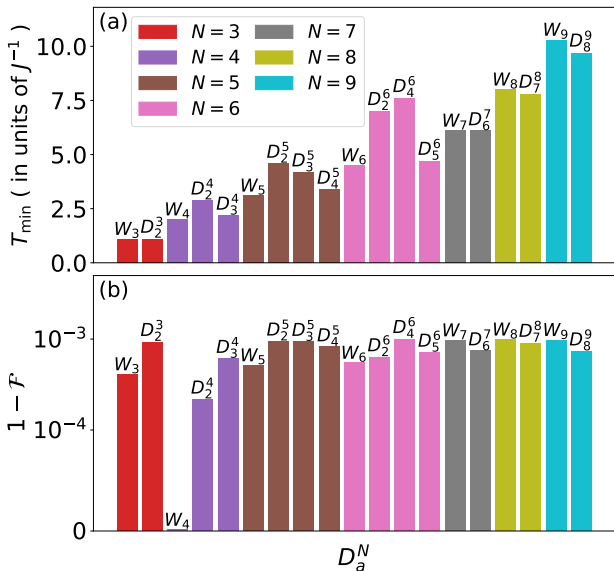 (a)
N = 3
N = 4
N = 5
N = 6
N = 7
N = 8
N = 9
T_min ( in units of J^{-1} )
10.0
7.5
5.0
2.5
0.0
W_3 D_2^3 W_4 D_2^4 D_3^4 W_5 D_2^5 D_3^5 D_4^5 W_6 D_2^6 D_4^6 D_5^6 W_7 D_6^7 W_8 D_7^8 W_9 D_8^9
(b)
1 − F
10^{-3}
10^{-4}
0
W_3 D_2^3 W_4 D_2^4 D_3^4 W_5 D_2^5 D_3^5 D_4^5 W_6 D_2^6 D_4^6 D_5^6 W_7 D_6^7 W_8 D_7^8 W_9 D_8^9
D_a^N